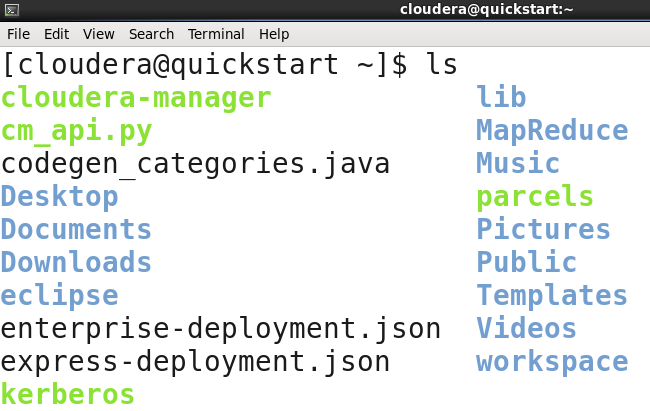 cloudera@quickstart:~
File Edit View Search Terminal Help
[cloudera@quickstart ~]$ ls
cloudera-manager lib
cm_api.py MapReduce
codegen_categories.java Music
Desktop parcels
Documents Pictures
Downloads Public
eclipse Templates
enterprise-deployment.json Videos
express-deployment.json workspace
kerberos